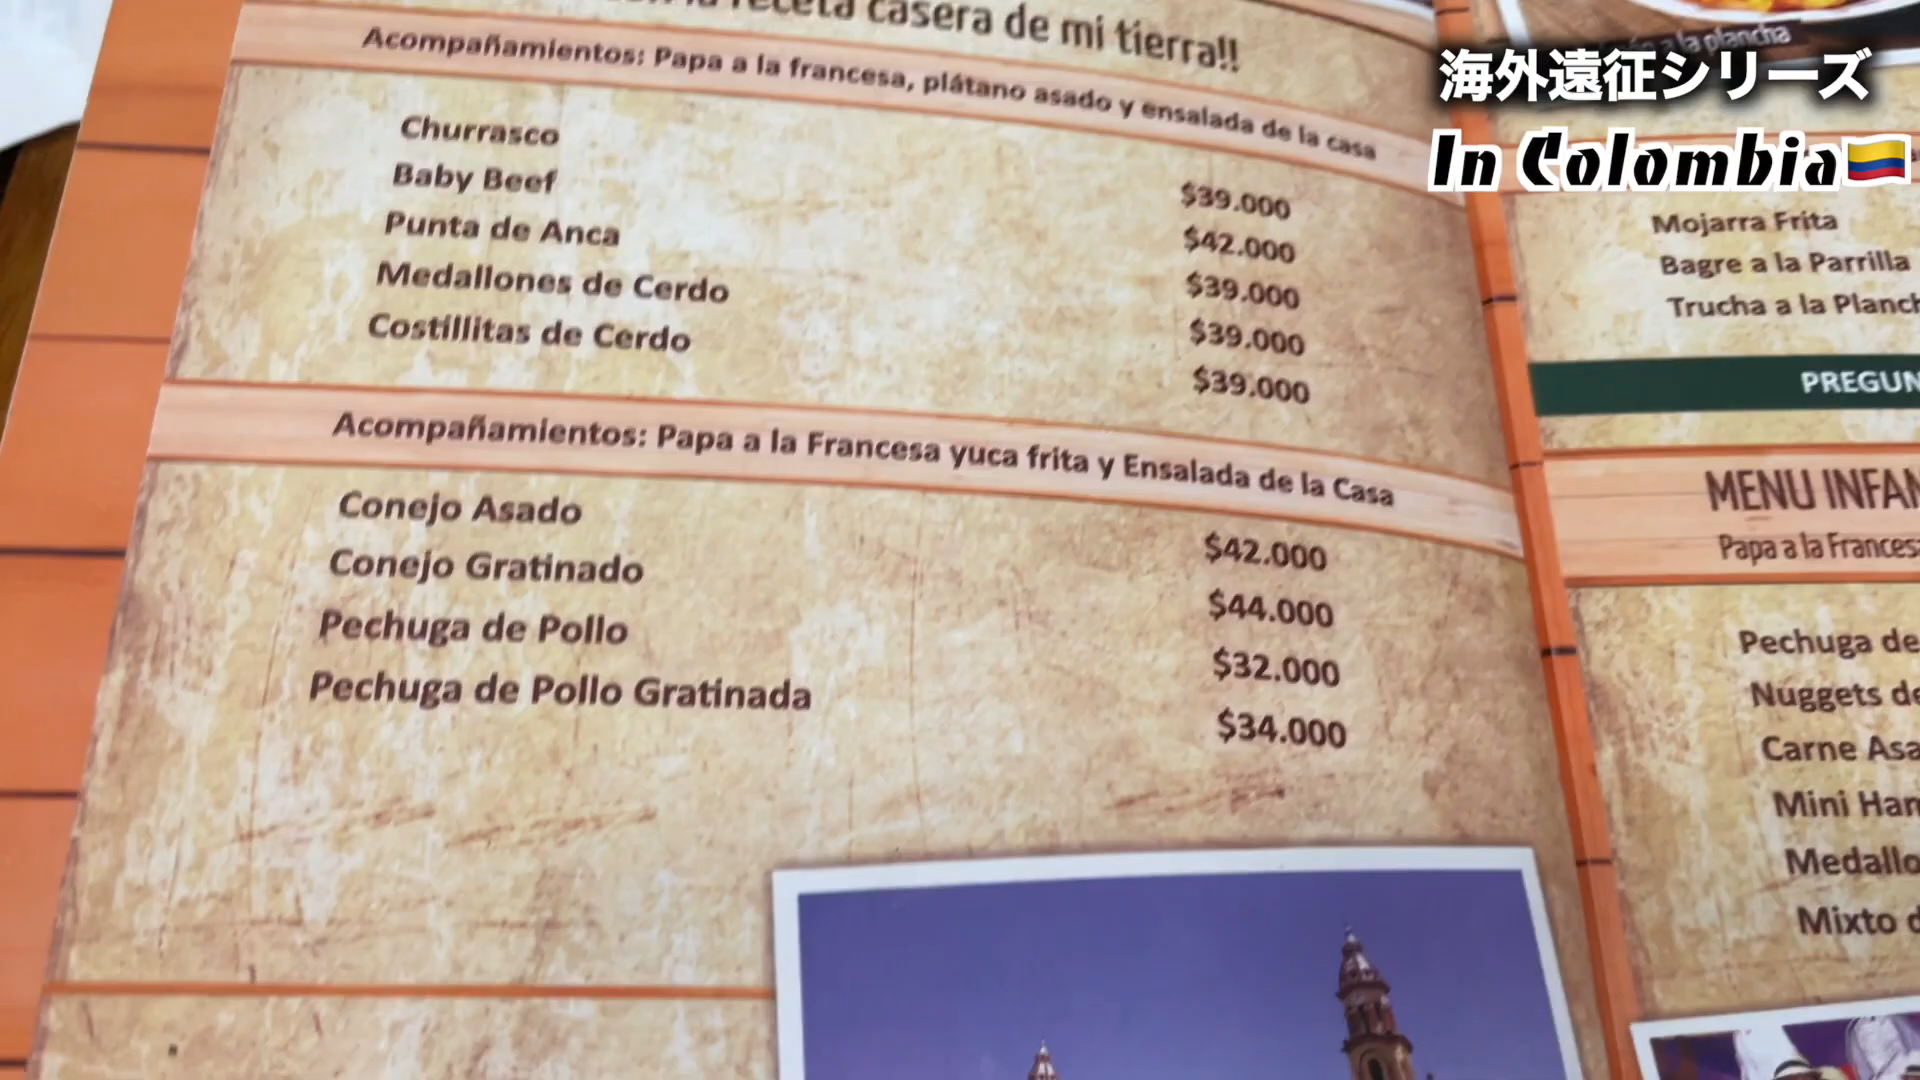 receta casera de mi tierra!!
Acompañamientos: Papa a la francesa, plátano asado y ensalada de la casa
Churrasco $39.000
Baby Beef $42.000
Punta de Anca $39.000
Medallones de Cerdo $39.000
Costillitas de Cerdo $39.000
Acompañamientos: Papa a la Francesa yuca frita y Ensalada de la Casa
Conejo Asado $42.000
Conejo Gratinado $44.000
Pechuga de Pollo $32.000
Pechuga de Pollo Gratinada $34.000
a la plancha
海外遠征シリーズ
In Colombia
Mojarra Frita
Bagre a la Parrilla
Trucha a la Planch
PREGUN
MENU INFAN
Papa a la Frances
Pechuga de
Nuggets de
Carne Asa
Mini Ham
Medallo
Mixto d